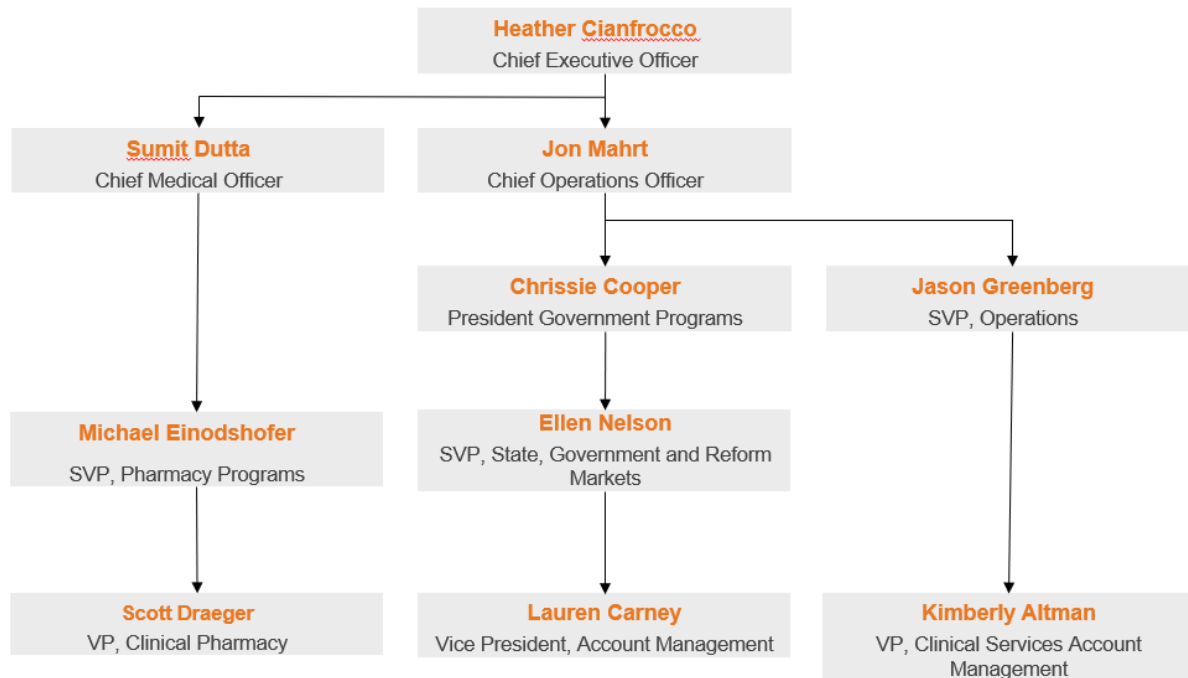 Heather Cianfrocco
Chief Executive Officer
Sumit Dutta
Chief Medical Officer
Jon Mahrt
Chief Operations Officer
Chrissie Cooper
President Government Programs
Jason Greenberg
SVP, Operations
Michael Einodshofer
SVP, Pharmacy Programs
Ellen Nelson
SVP, State, Government and Reform
Markets
Scott Draeger
VP, Clinical Pharmacy
Lauren Carney
Vice President, Account Management
Kimberly Altman
VP, Clinical Services Account
Management